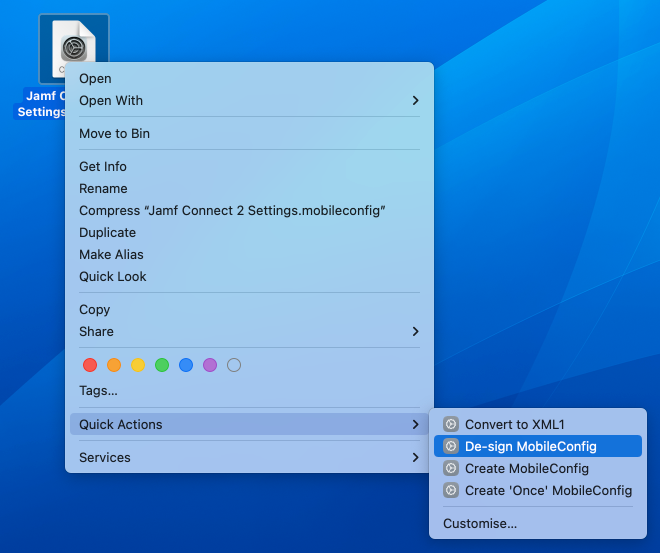 Jamf C
Settings
Open
Open With
Move to Bin
Get Info
Rename
Compress “Jamf Connect 2 Settings.mobileconfig”
Duplicate
Make Alias
Quick Look
Copy
Share
Tags...
Quick Actions
Services
Convert to XML1
De-sign MobileConfig
Create MobileConfig
Create 'Once' MobileConfig
Customise...